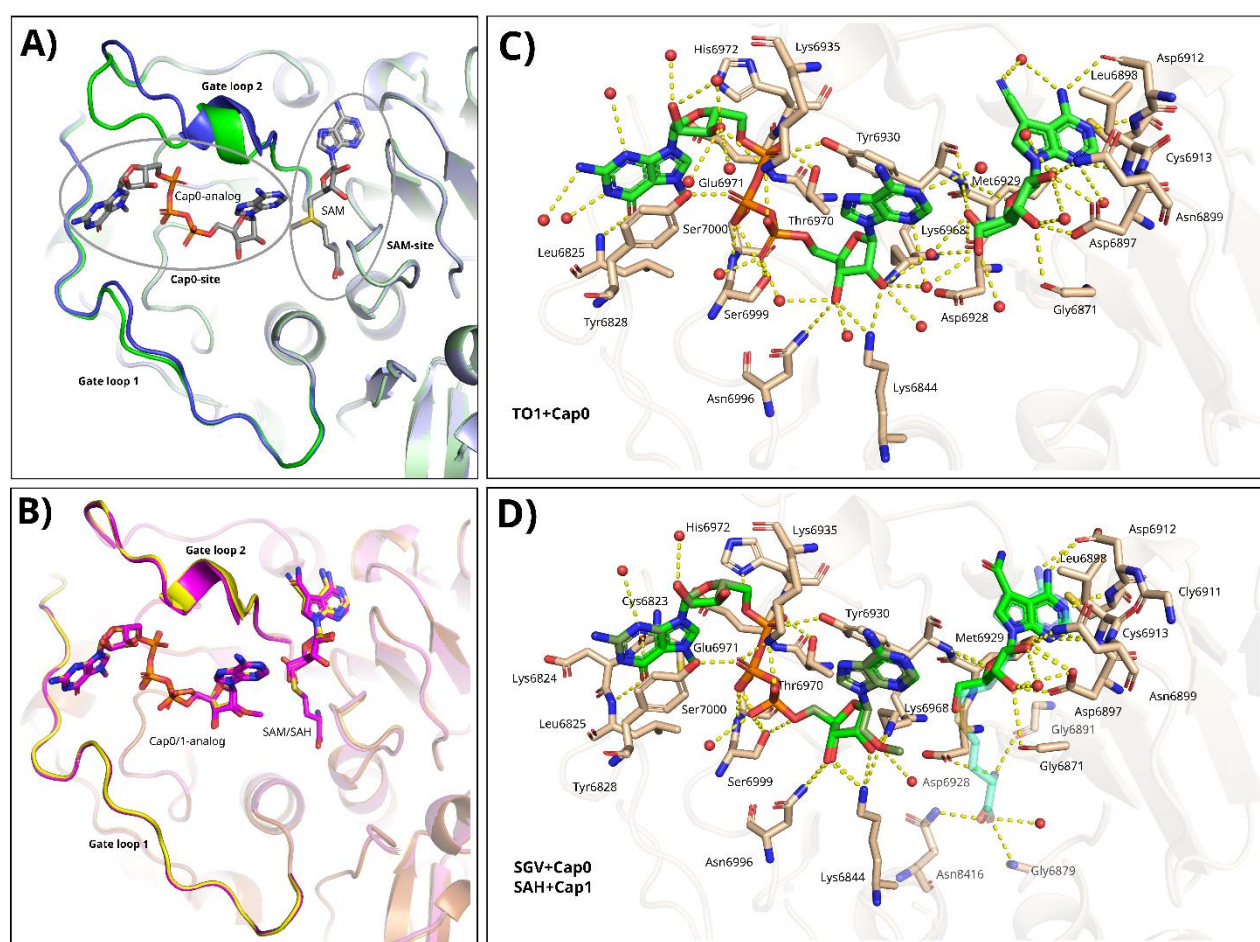 A)
Gate loop 2
Cap0-analog
SAM
SAM-site
Cap0-site
Gate loop 1
B)
Gate loop 2
Cap0/1-analog
SAM/SAH
Gate loop 1
C)
His6972
Lys6935
Asp6912
Leu6898
Tyr6930
Cys6913
Glu6971
Met6929
Asn6899
Thr6970
Ser7000
Lys6968
Asp6897
Leu6825
Ser6999
Asp6928
Gly6871
Tyr6828
Asn6996
Lys6844
TO1+Cap0
D)
His6972
Lys6935
Asp6912
Leu6898
Cly6911
Cys6823
Tyr6930
Cys6913
Glu6971
Met6929
Lys6824
Thr6970
Asn6899
Ser7000
Lys6968
Asp6897
Leu6825
Gly6891
Gly6871
Tyr6828
Ser6999
Asp6928
Asn6996
Lys6844
Asn8416
Gly6879
SGV+Cap0
SAH+Cap1